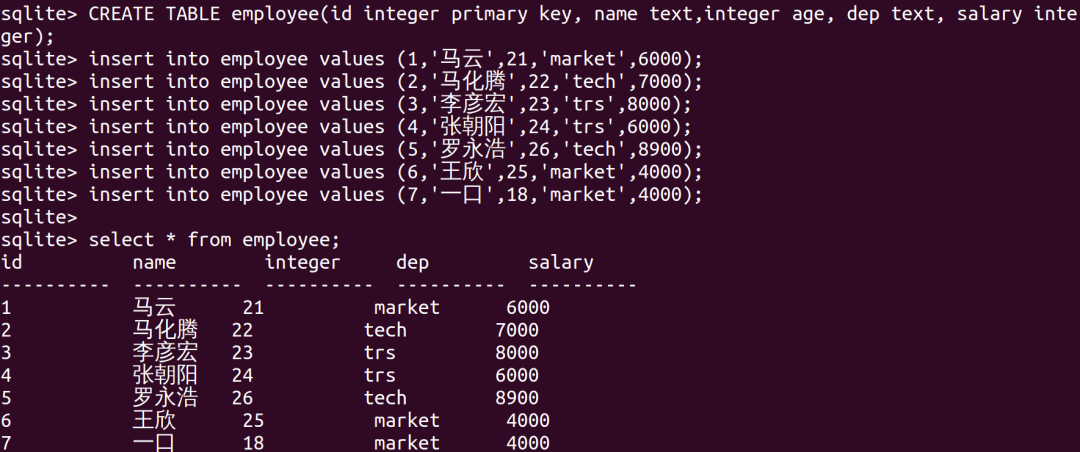 sqlite> CREATE TABLE employee(id integer primary key, name text,integer age, dep text, salary inte
ger);
sqlite> insert into employee values (1,'马云',21,'market',6000);
sqlite> insert into employee values (2,'马化腾',22,'tech',7000);
sqlite> insert into employee values (3,'李彦宏',23,'trs',8000);
sqlite> insert into employee values (4,'张朝阳',24,'trs',6000);
sqlite> insert into employee values (5,'罗永浩',26,'tech',8900);
sqlite> insert into employee values (6,'王欣',25,'market',4000);
sqlite> insert into employee values (7,'一口',18,'market',4000);
sqlite>
sqlite> select * from employee;
id          name        integer     dep         salary
----------  ----------  ----------  ----------  ----------
1           马云      21          market      6000
2           马化腾   22          tech        7000
3           李彦宏   23          trs         8000
4           张朝阳   24          trs         6000
5           罗永浩   26          tech        8900
6           王欣      25          market      4000
7           一口      18          market      4000